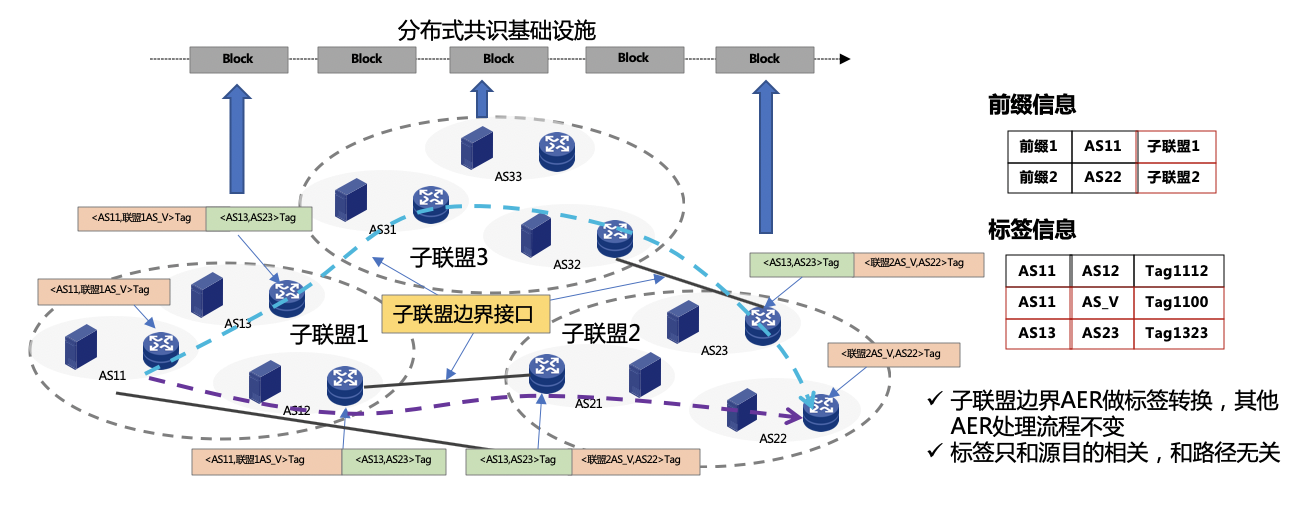 分布式共识基础设施
Block Block Block Block Block
AS33
AS31
AS32
子联盟3
<AS11,联盟1AS_V>Tag <AS13,AS23>Tag
<AS11,联盟1AS_V>Tag
AS13
子联盟1
AS11
AS12
子联盟边界接口
<AS13,AS23>Tag <联盟2AS_V,AS22>Tag
子联盟2
AS23
<联盟2AS_V,AS22>Tag
AS21
AS22
<AS11,联盟1AS_V>Tag <AS13,AS23>Tag
<AS13,AS23>Tag <联盟2AS_V,AS22>Tag
前缀信息
前缀1 AS11 子联盟1
前缀2 AS22 子联盟2
标签信息
AS11 AS12 Tag1112
AS11 AS_V Tag1100
AS13 AS23 Tag1323
✓ 子联盟边界AER做标签转换，其他
AER处理流程不变
✓ 标签只和源目的相关，和路径无关